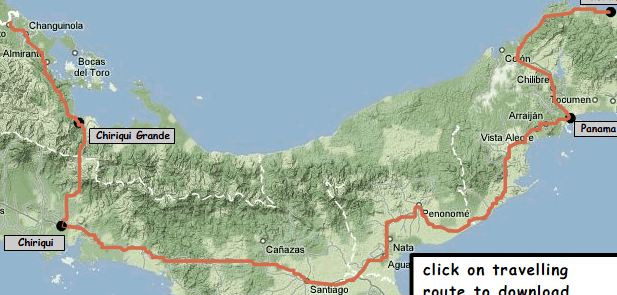 Changuinola
Almirant
Bocas
del Toro
Colón
Chilibre
Tocumen
Arraiján
Vista Alegre
Panama
Chiriqui Grande
Penonomé
Chiriqui
Cañazas
Nata
Agua
Santiago
click on travelling
route to download